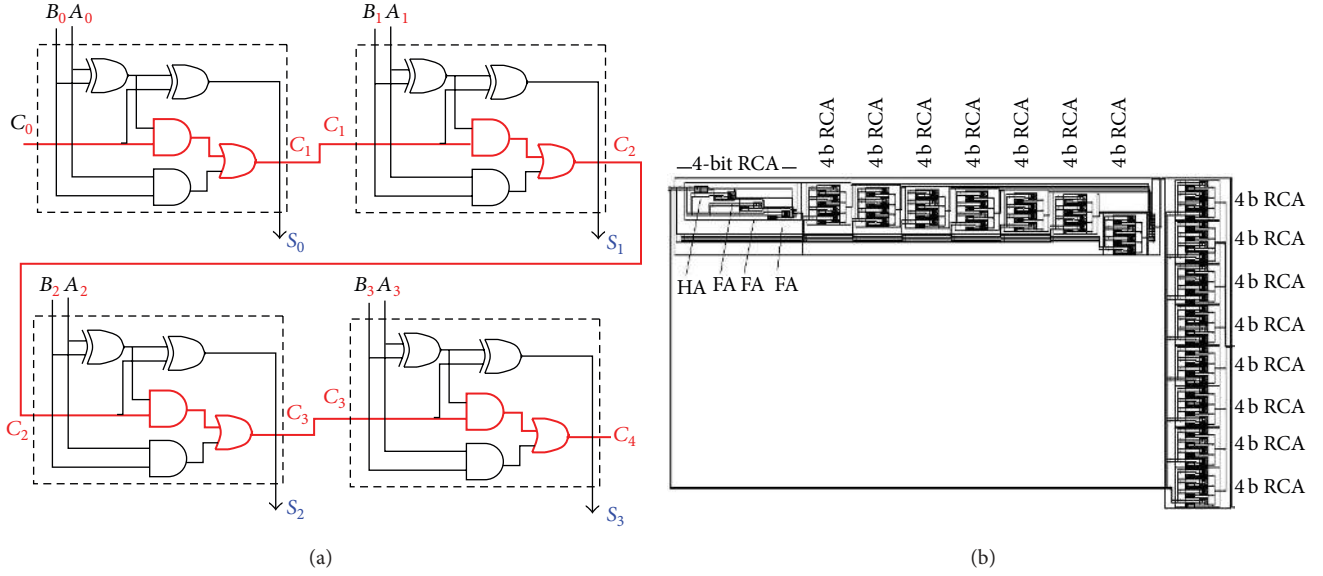 B₀ A₀
B₁ A₁
C₀
C₁
C₁
C₂
S₀
S₁
B₂ A₂
B₃ A₃
C₂
C₃
C₃
C₄
S₂
S₃
(a)
4-bit RCA
4 b RCA
4 b RCA
4 b RCA
4 b RCA
4 b RCA
4 b RCA
4 b RCA
HA FA FA FA
4 b RCA
4 b RCA
4 b RCA
4 b RCA
4 b RCA
4 b RCA
4 b RCA
4 b RCA
(b)